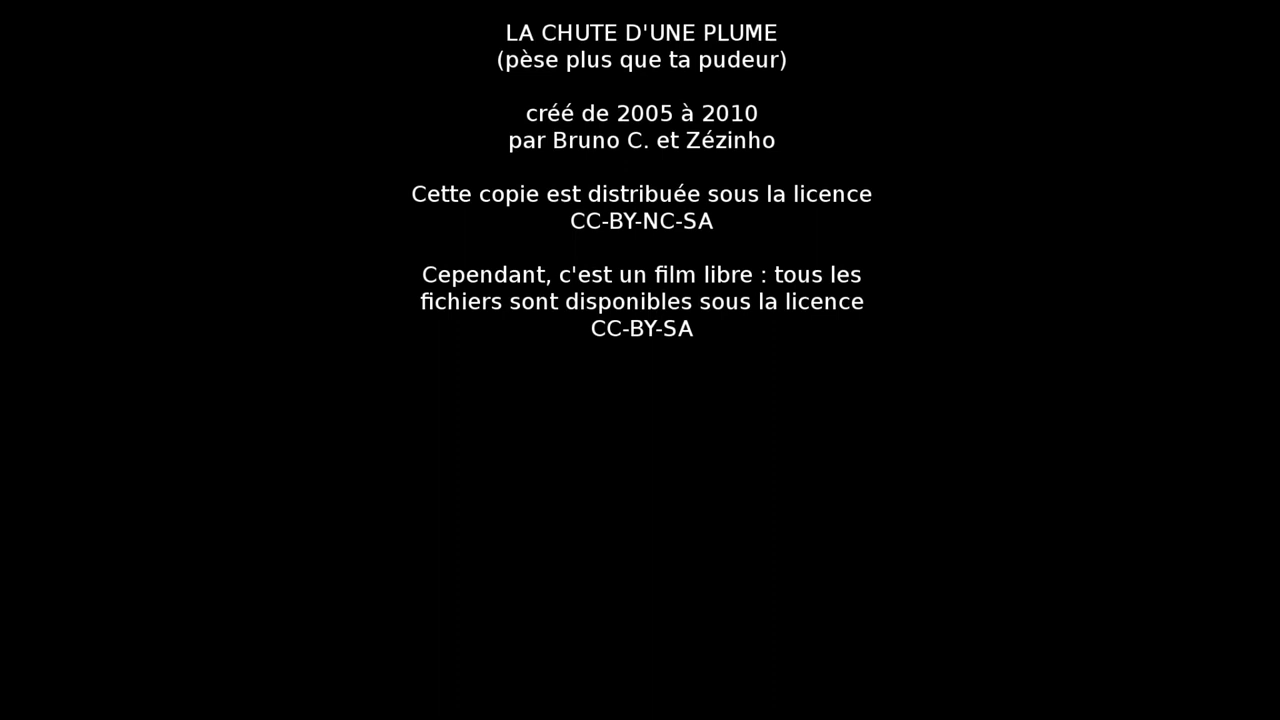 LA CHUTE D'UNE PLUME
(pèse plus que ta pudeur)
créé de 2005 à 2010
par Bruno C. et Zézinho
Cette copie est distribuée sous la licence
CC-BY-NC-SA
Cependant, c'est un film libre : tous les
fichiers sont disponibles sous la licence
CC-BY-SA